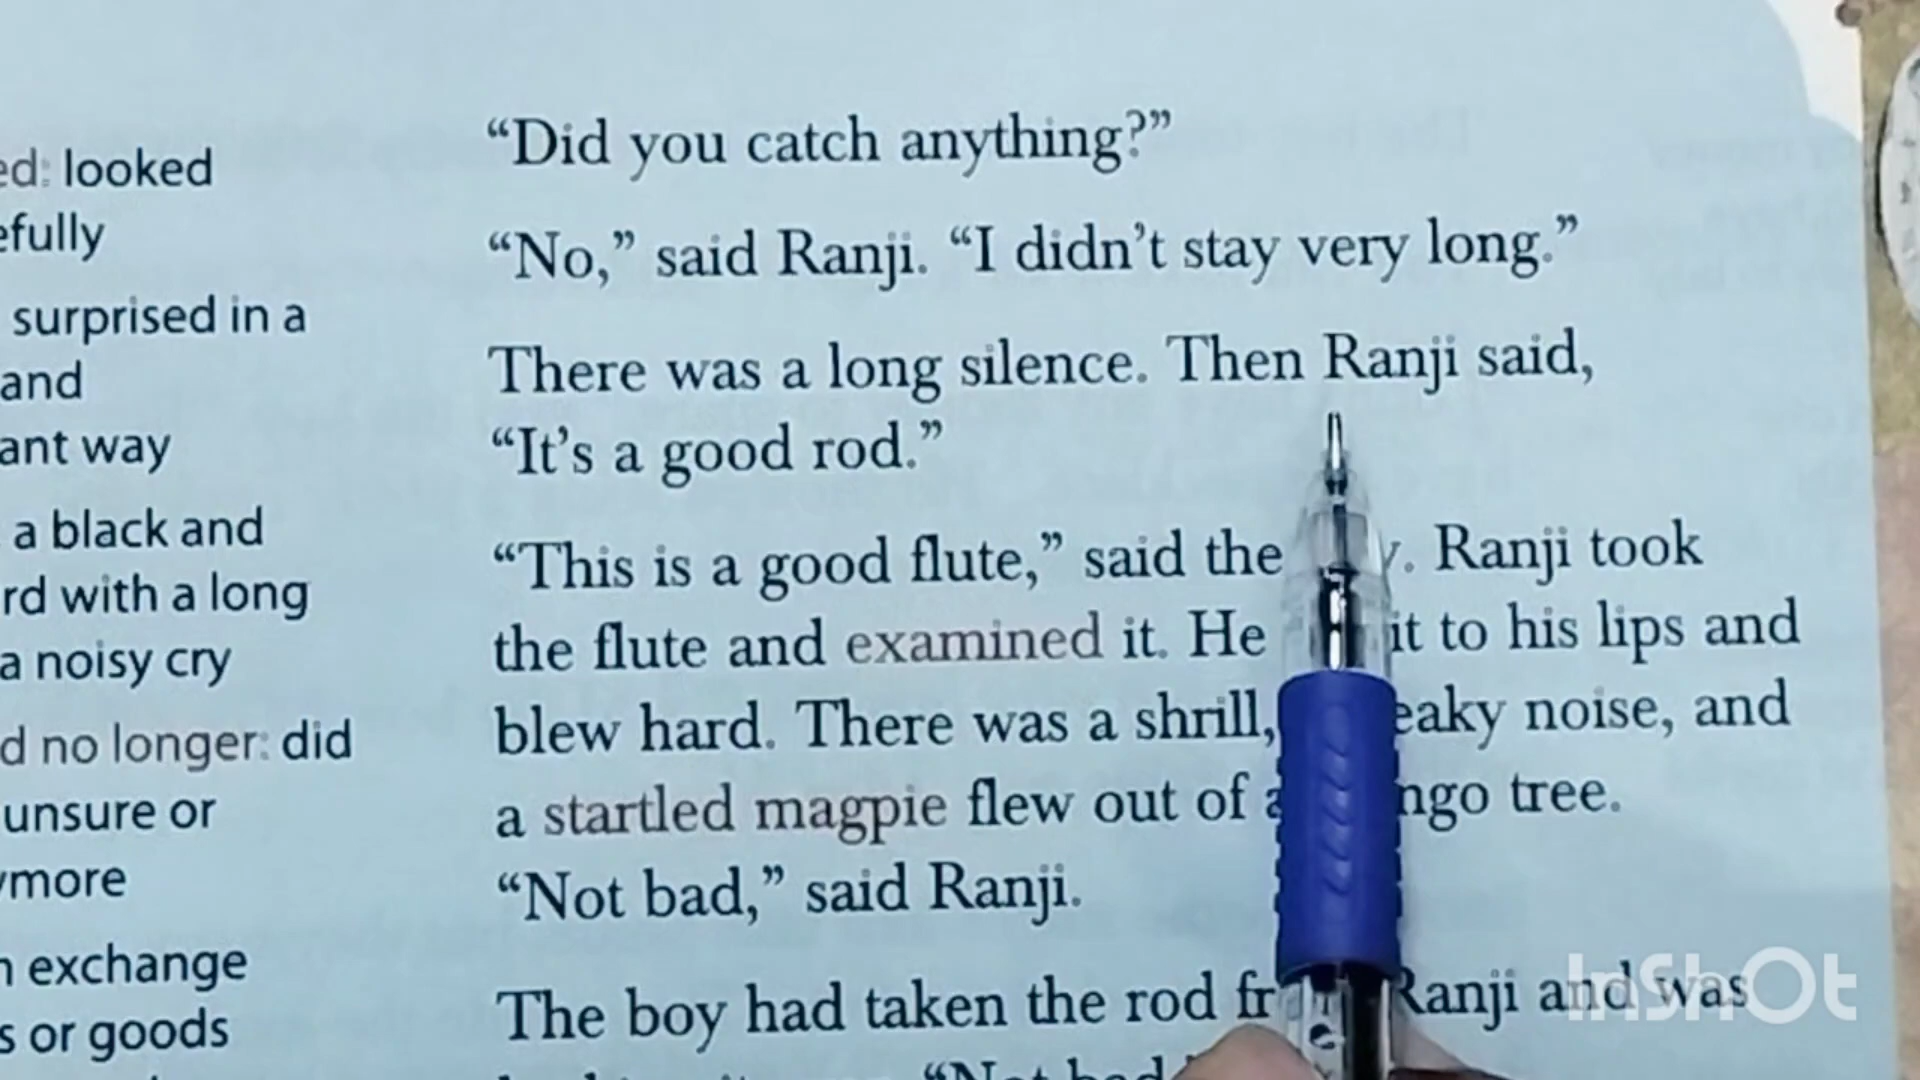 ed: looked
efully
surprised in a
and
ant way
a black and
rd with a long
a noisy cry
d no longer: did
unsure or
ymore
n exchange
s or goods
“Did you catch anything?”
“No,” said Ranji. “I didn’t stay very long.”
There was a long silence. Then Ranji said,
“It’s a good rod.”
“This is a good flute,” said the y. Ranji took
the flute and examined it. He it to his lips and
blew hard. There was a shrill, eaky noise, and
a startled magpie flew out of a ngo tree.
“Not bad,” said Ranji.
The boy had taken the rod fr Ranji and was
“Not bad
InShOt